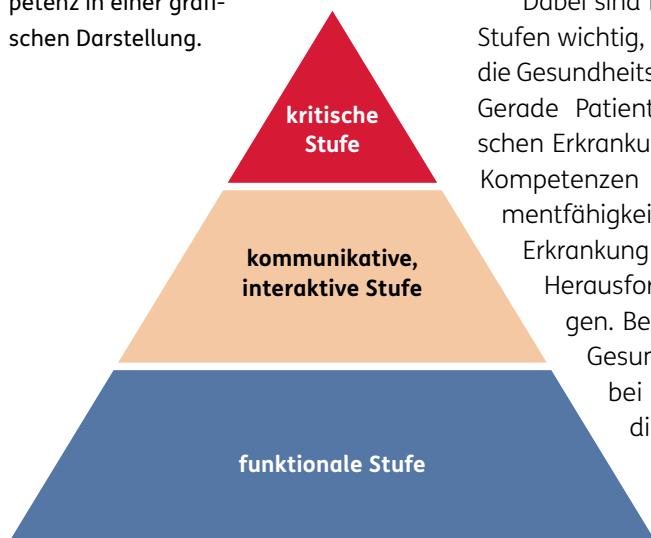 petenz in einer grafi-
schen Darstellung.
kritische
Stufe
kommunikative,
interaktive Stufe
funktionale Stufe
Dabei sind
Stufen wichtig,
die Gesundheits
Gerade Patient
schen Erkranku
Kompetenzen
mentfähigkei
Erkrankung
Herausfor
gen. Be
Gesun
bei
di